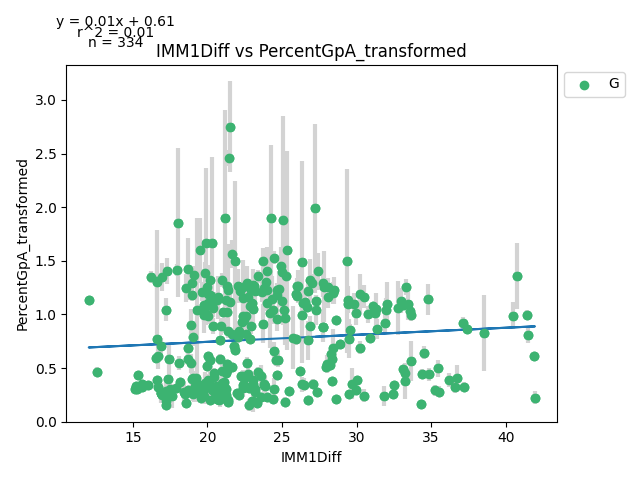 y = 0.01x + 0.61
r^2 = 0.01
n = 334
IMM1Diff vs PercentGpA_transformed
G
PercentGpA_transformed
3.0
2.5
2.0
1.5
1.0
0.5
0.0
15 20 25 30 35 40
IMM1Diff